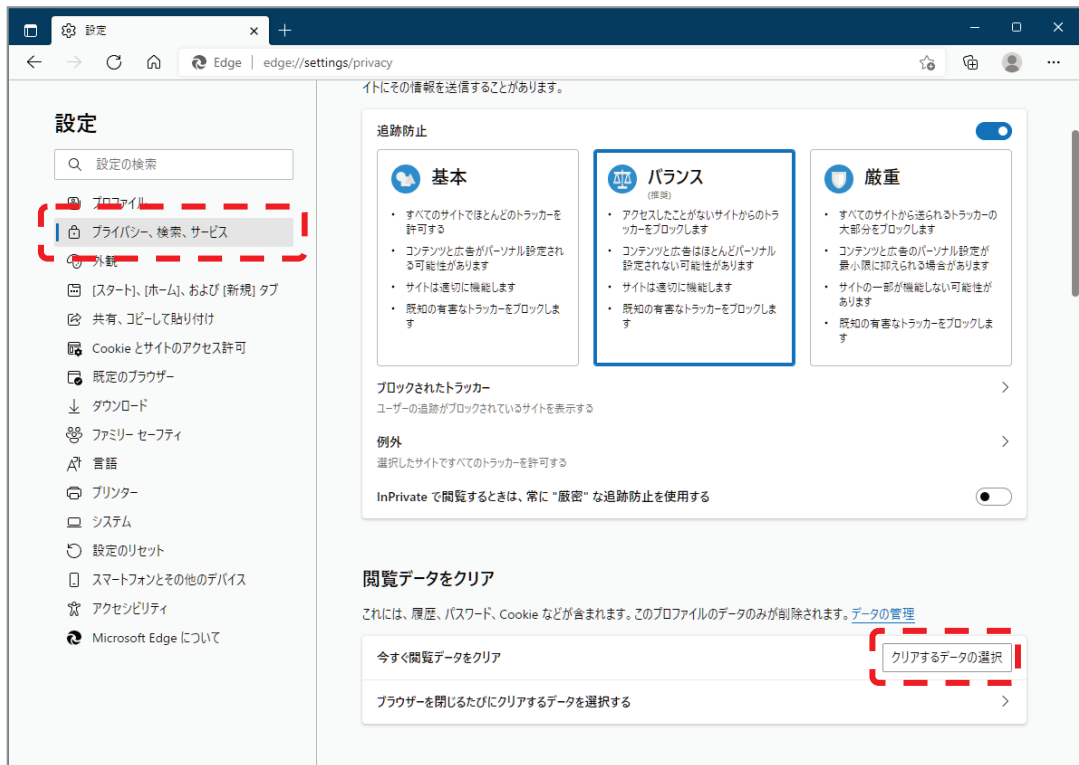 設定
Edge | edge://settings/privacy
設定
設定の検索
プロファイル
プライバシー、検索、サービス
外観
[スタート]、[ホーム]、および [新規] タブ
共有、コピーして貼り付け
Cookie とサイトのアクセス許可
既定のブラウザー
ダウンロード
ファミリー セーフティ
言語
プリンター
システム
設定のリセット
スマートフォンとその他のデバイス
アクセシビリティ
Microsoft Edge について
イトにその情報を送信することがあります。
追跡防止
基本
・ すべてのサイトでほとんどのトラッカーを
許可する
・ コンテンツと広告がパーソナル設定され
る可能性があります
・ サイトは適切に機能します
・ 既知の有害なトラッカーをブロックしま
す
バランス
(推奨)
・ アクセスしたことがないサイトからのトラ
ッカーをブロックします
・ コンテンツと広告はほとんどパーソナル
設定されない可能性があります
・ サイトは適切に機能します
・ 既知の有害なトラッカーをブロックしま
す
厳重
・ すべてのサイトから送られるトラッカーの
大部分をブロックします
・ コンテンツと広告のパーソナル設定が
最小限に抑えられる場合があります
・ サイトの一部が機能しない可能性が
あります
・ 既知の有害なトラッカーをブロックしま
す
ブロックされたトラッカー
ユーザーの追跡がブロックされているサイトを表示する
例外
選択したサイトですべてのトラッカーを許可する
InPrivate で閲覧するときは、常に "厳密" な追跡防止を使用する
閲覧データをクリア
これには、履歴、パスワード、Cookie などが含まれます。このプロファイルのデータのみが削除されます。データの管理
今すぐ閲覧データをクリア
クリアするデータの選択
ブラウザーを閉じるたびにクリアするデータを選択する